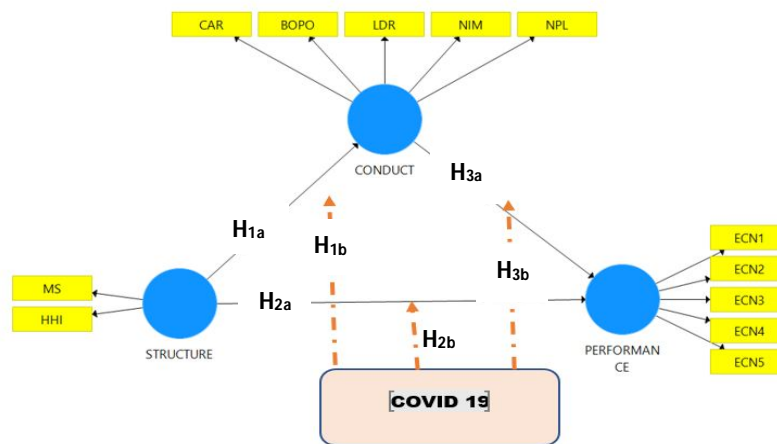 CAR
BOPO
LDR
NIM
NPL
CONDUCT
H3a
H1a
H1b
ECN1
ECN2
H3b
MS
ECN3
H2a
HHI
ECN4
H2b
STRUCTURE
PERFORMAN
CE
ECN5
[COVID 19]